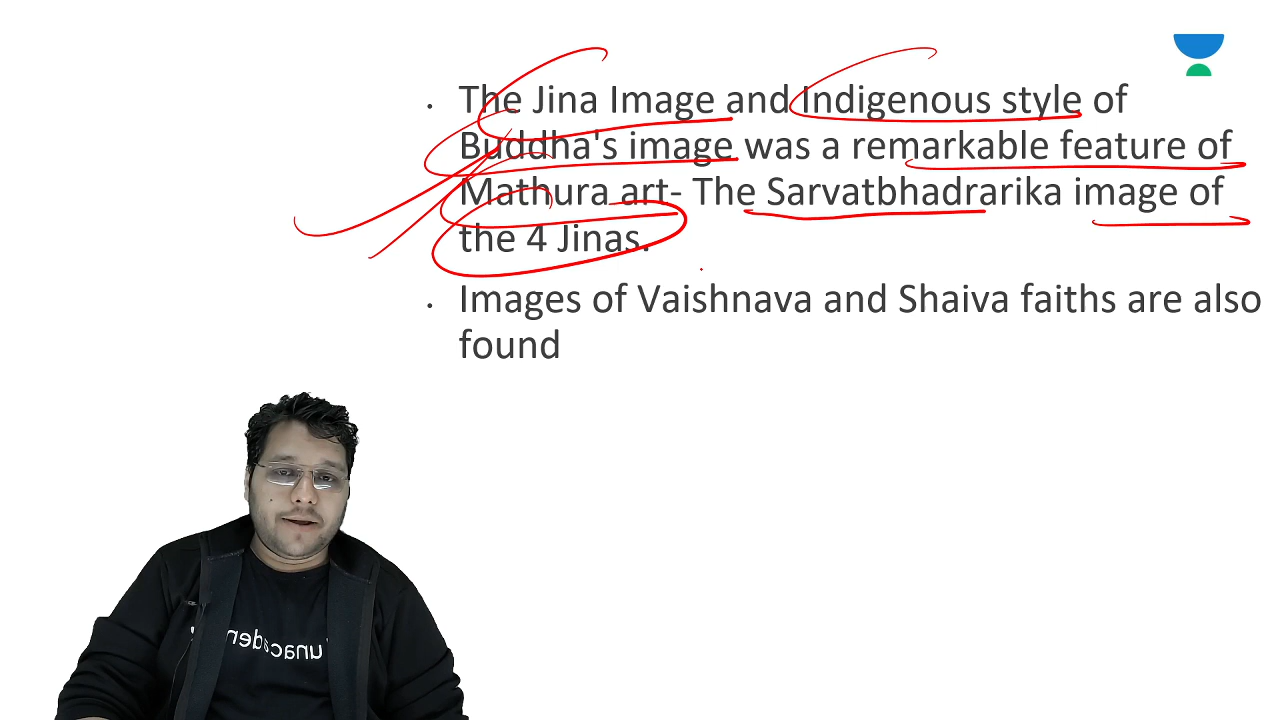 • The Jina Image and Indigenous style of
Buddha's image was a remarkable feature of
Mathura art- The Sarvatbhadrarika image of
the 4 Jinas.
• Images of Vaishnava and Shaiva faiths are also
found
unacadem